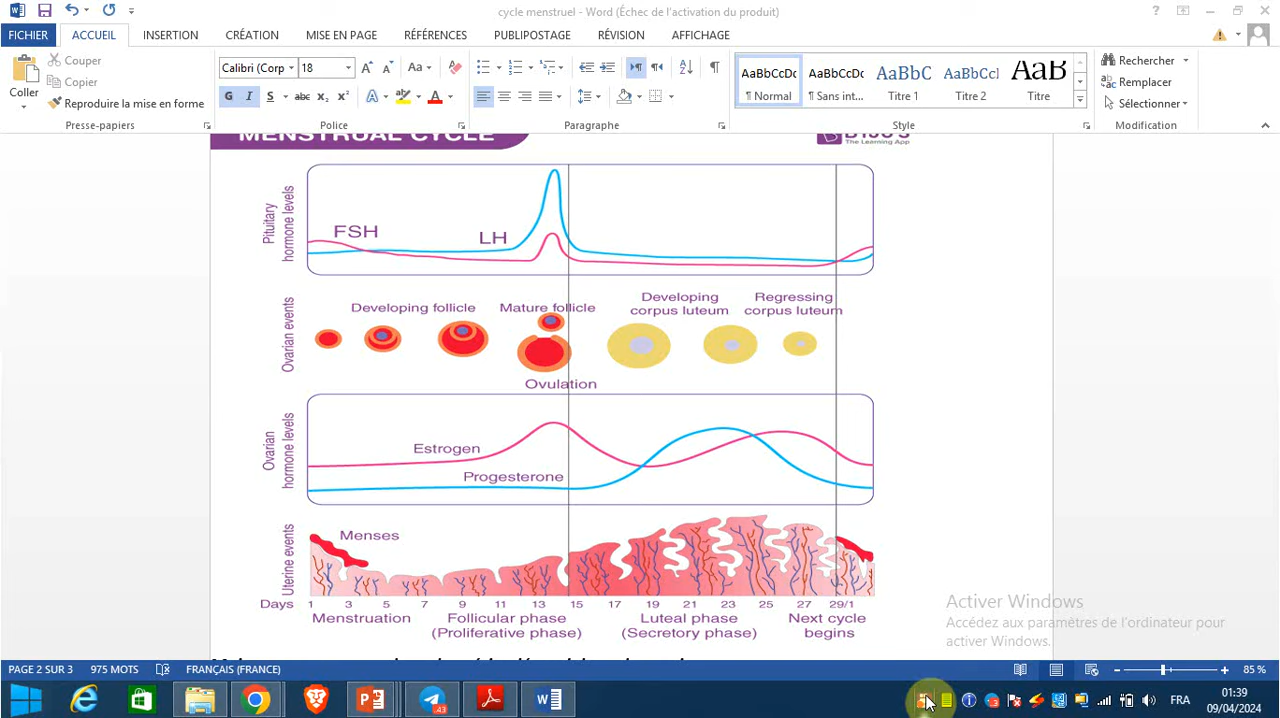 cycle menstruel - Word (Échec de l'activation du produit)
FICHIER ACCUEIL INSERTION CRÉATION MISE EN PAGE RÉFÉRENCES PUBLIPOSTAGE RÉVISION AFFICHAGE
Coller
Couper
Copier
Reproduire la mise en forme
Presse-papiers
Calibri (Corp 18
Police
Paragraphe
AaBbCcDc AaBbCcDc AaBbC AaBbCcI AaB
¶ Normal ¶ Sans int... Titre 1 Titre 2 Titre
Style
Rechercher
Remplacer
Sélectionner
Modification
MENSTRUAL CYCLE
BYJU'S
The Learning App
Pituitary
hormone levels
FSH LH
Ovarian events
Developing follicle Mature follicle
Developing
corpus luteum
Regressing
corpus luteum
Ovulation
Ovarian
hormone levels
Estrogen
Progesterone
Uterine events
Menses
Days 1 3 5 7 9 11 13 15 17 19 21 23 25 27 29/1
Menstruation
Follicular phase
(Proliferative phase)
Luteal phase
(Secretory phase)
Next cycle
begins
Activer Windows
Accédez aux paramètres de l'ordinateur pour
activer Windows.
PAGE 2 SUR 3 975 MOTS FRANÇAIS (FRANCE) 85 %
43
FRA
01:39
09/04/2024